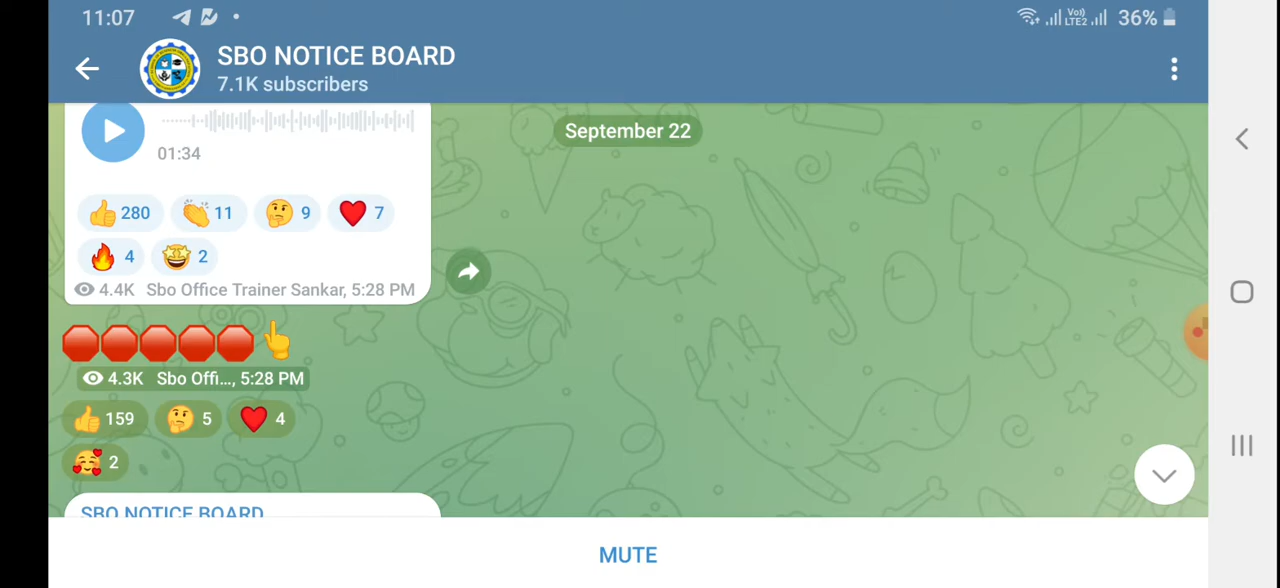 11:07
Vo)) LTE2 36%
SBO NOTICE BOARD
7.1K subscribers
September 22
01:34
280 11 9 7
4 2
4.4K Sbo Office Trainer Sankar, 5:28 PM
4.3K Sbo Offi..., 5:28 PM
159 5 4
2
SBO NOTICE BOARD
MUTE